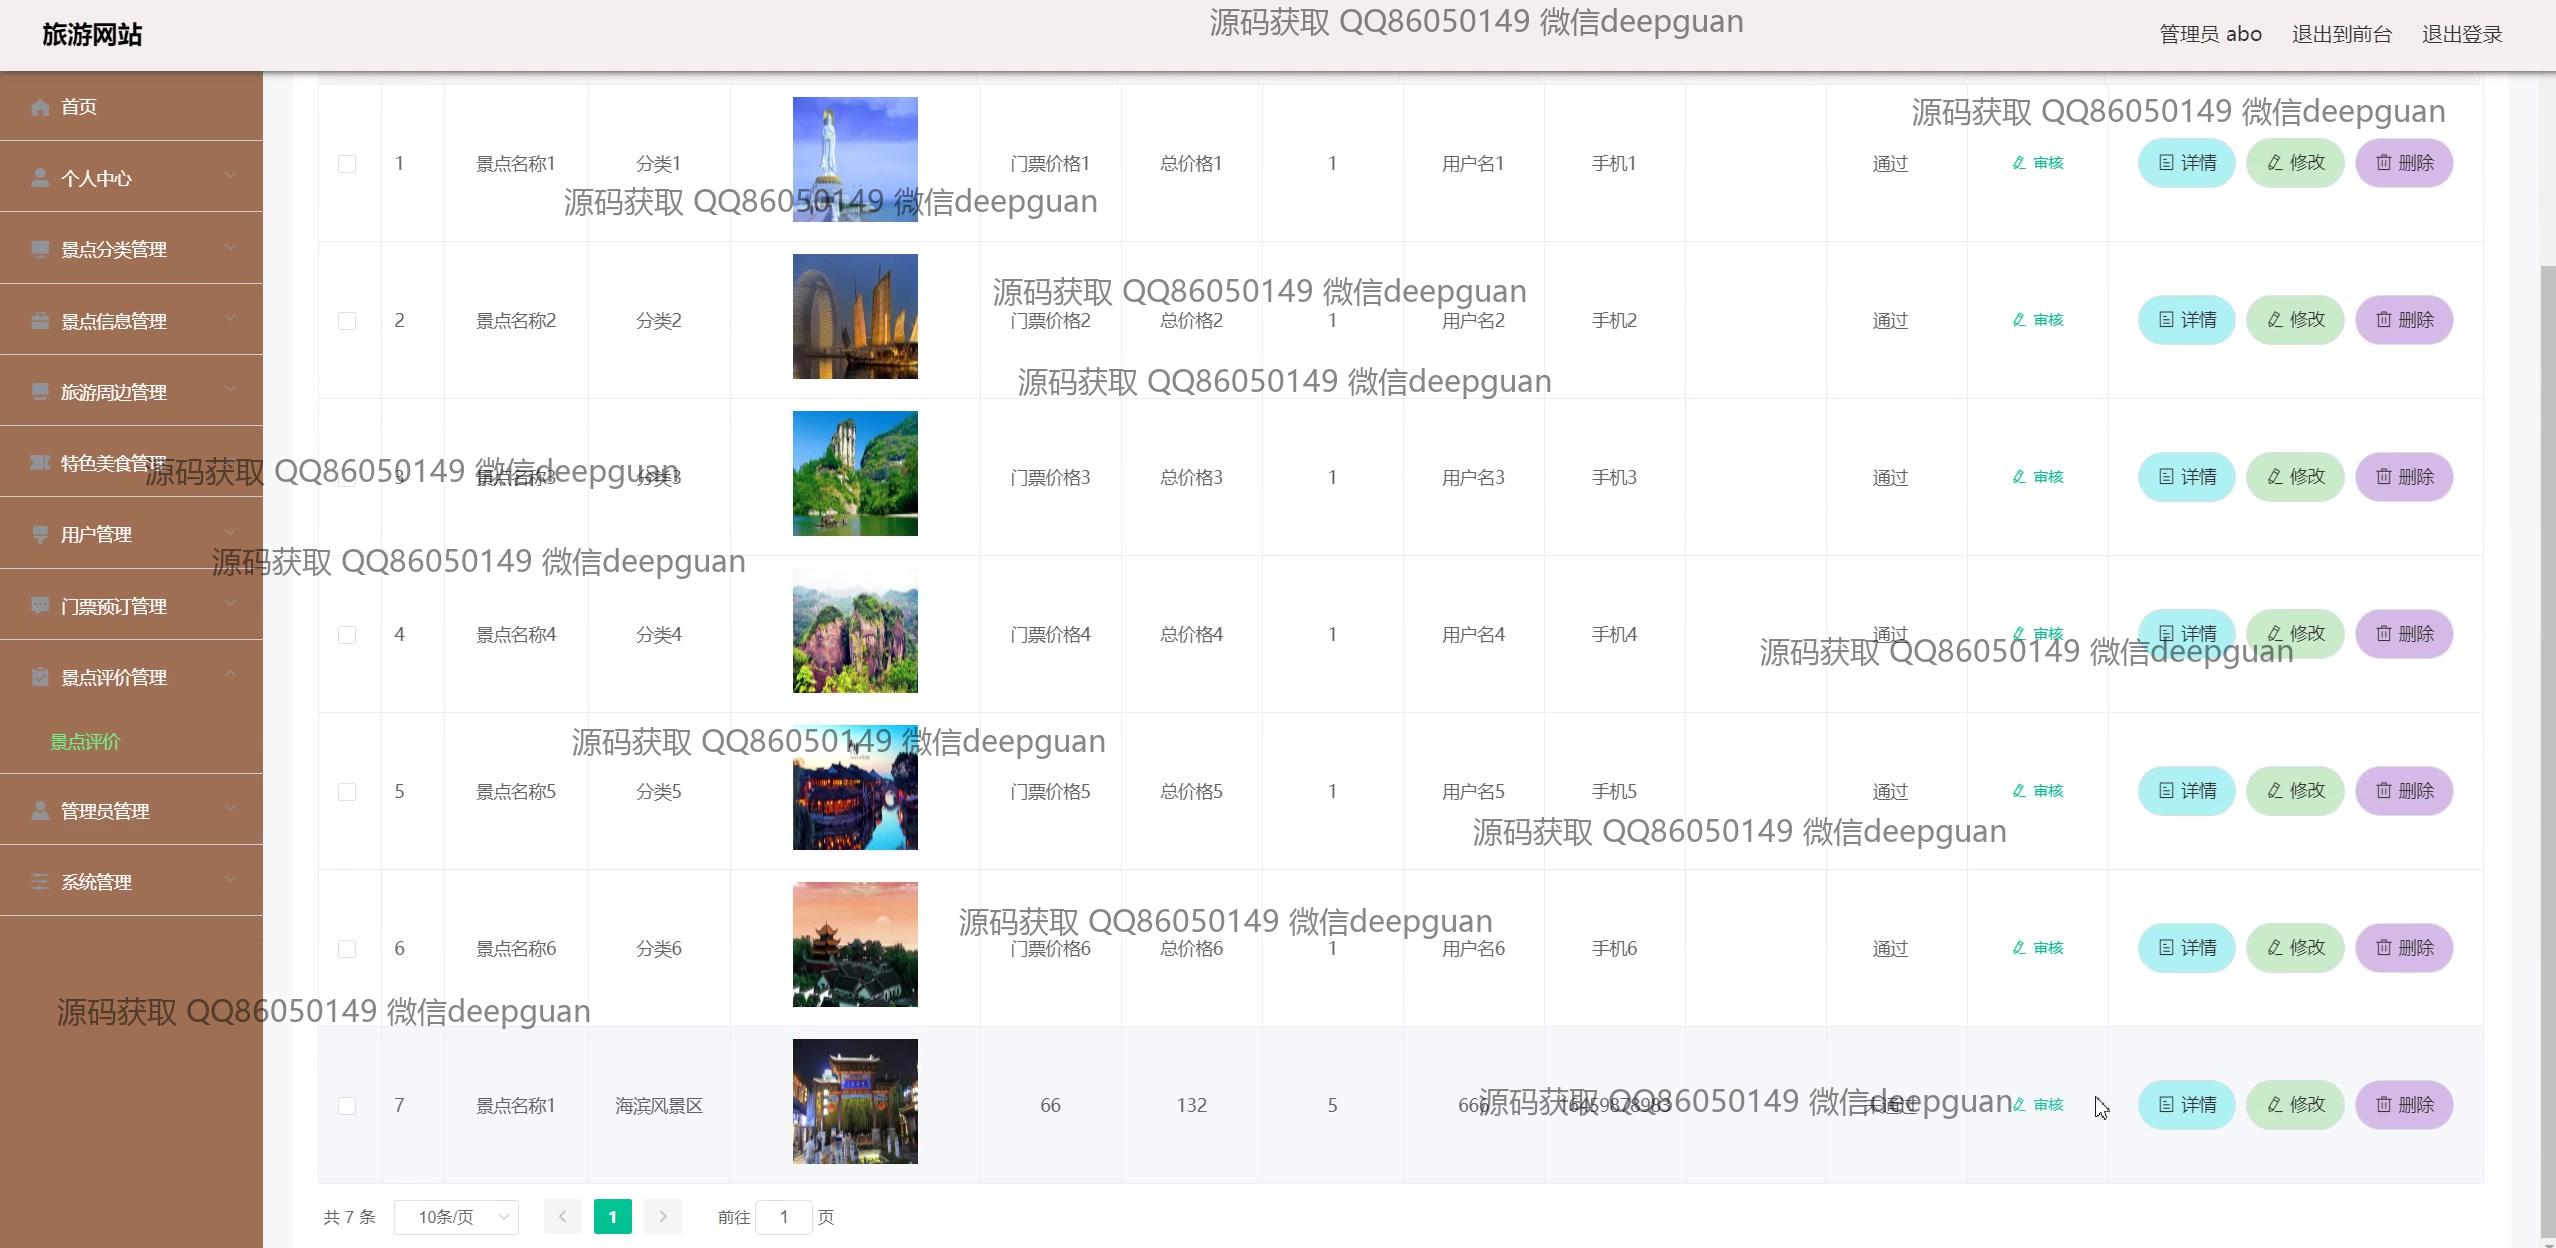 旅游网站
源码获取 QQ86050149 微信deepguan
管理员 abo 退出到前台 退出登录
首页
个人中心
景点分类管理
景点信息管理
旅游周边管理
特色美食管理
用户管理
门票预订管理
景点评价管理
景点评价
管理员管理
系统管理
源码获取 QQ86050149 微信deepguan
1 景点名称1 分类1 门票价格1 总价格1 1 用户名1 手机1 通过 审核 详情 修改 删除
源码获取 QQ86050149 微信deepguan
源码获取 QQ86050149 微信deepguan
2 景点名称2 分类2 门票价格2 总价格2 1 用户名2 手机2 通过 审核 详情 修改 删除
源码获取 QQ86050149 微信deepguan
源码获取 QQ86050149 微信deepguan
3 景点名称3 分类3 门票价格3 总价格3 1 用户名3 手机3 通过 审核 详情 修改 删除
源码获取 QQ86050149 微信deepguan
4 景点名称4 分类4 门票价格4 总价格4 1 用户名4 手机4 通过 审核 详情 修改 删除
源码获取 QQ86050149 微信deepguan
源码获取 QQ86050149 微信deepguan
5 景点名称5 分类5 门票价格5 总价格5 1 用户名5 手机5 通过 审核 详情 修改 删除
源码获取 QQ86050149 微信deepguan
源码获取 QQ86050149 微信deepguan
6 景点名称6 分类6 门票价格6 总价格6 1 用户名6 手机6 通过 审核 详情 修改 删除
源码获取 QQ86050149 微信deepguan
源码获取 QQ86050149 微信deepguan
7 景点名称1 海滨风景区 66 132 5 666 16459878983 未通过 审核 详情 修改 删除
共 7 条 10条/页 1 前往 1 页